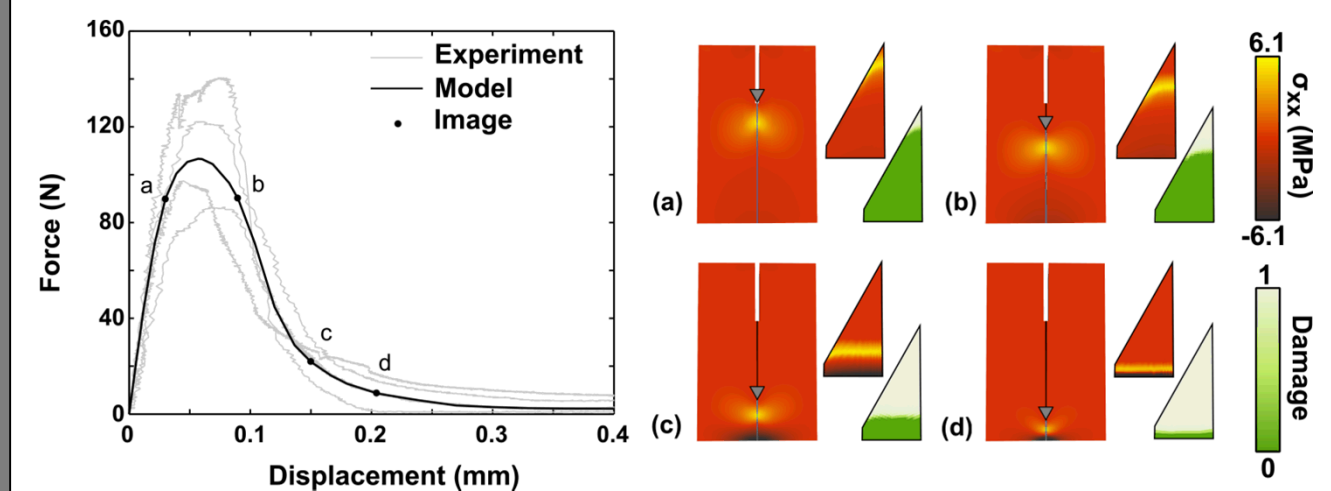 160
120
80
40
0
0
0.1
0.2
0.3
0.4
Force (N)
Displacement (mm)
Experiment
Model
Image
a
b
c
d
(a)
(b)
(c)
(d)
6.1
σxx (MPa)
-6.1
1
Damage
0